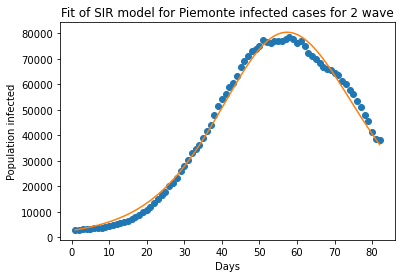 Fit of SIR model for Piemonte infected cases for 2 wave
Population infected
80000
70000
60000
50000
40000
30000
20000
10000
0
0 10 20 30 40 50 60 70 80
Days